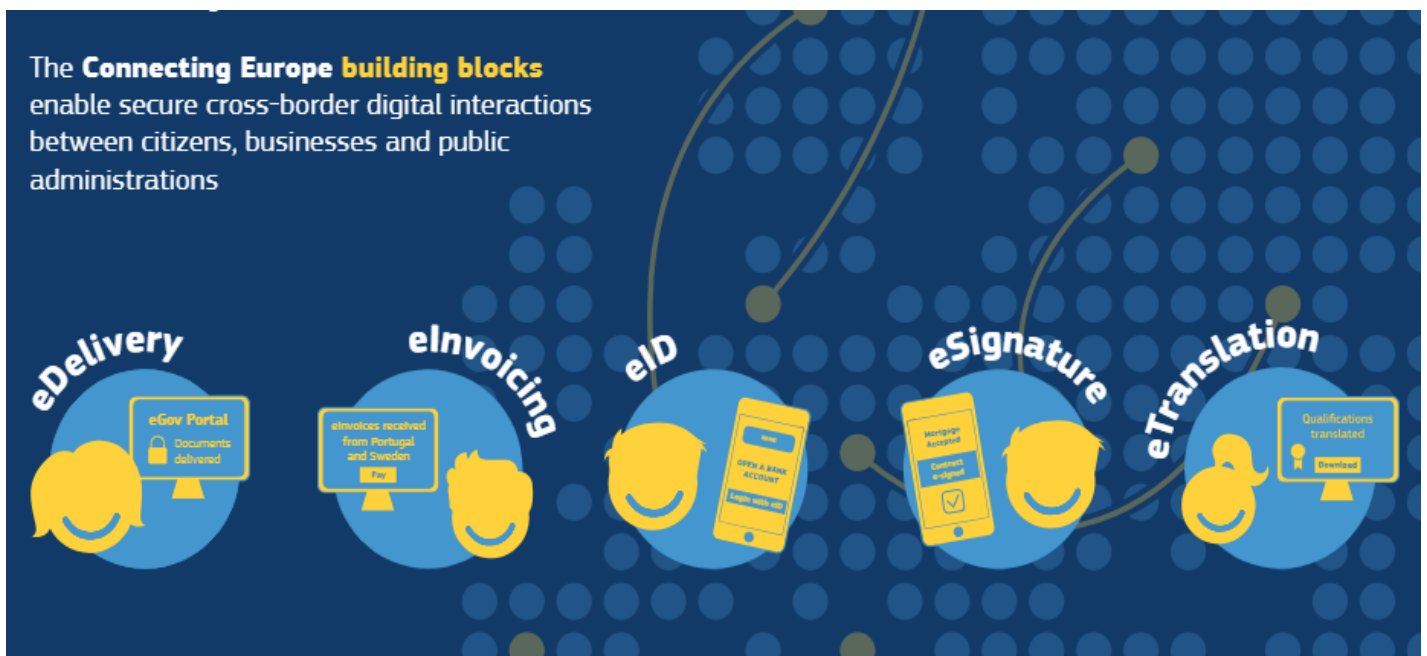 The Connecting Europe building blocks
enable secure cross-border digital interactions
between citizens, businesses and public
administrations
eDelivery
eGov Portal
Documents
delivered
eInvoicing
eInvoices received
from Portugal
and Sweden
Pay
eID
BANK
OPEN A BANK
ACCOUNT
Login with eID
eSignature
Mortgage
Accepted
Contract
e-signed
eTranslation
Qualifications
translated
Download